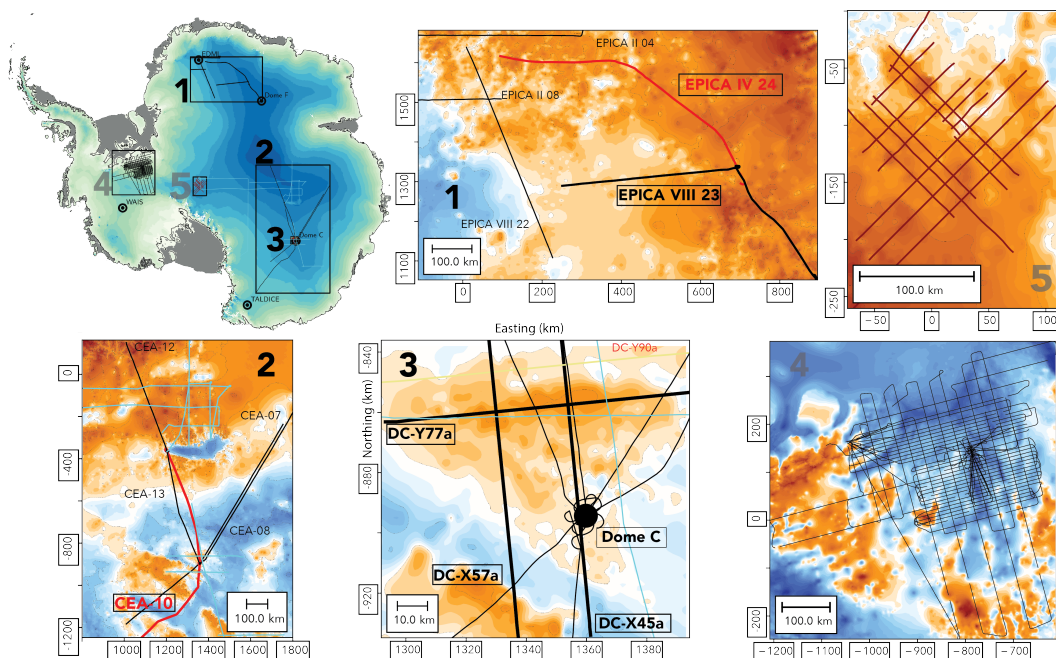 EDML
1
Dome F
2
4
5
WAIS
3
Dome C
TALDICE
EPICA II 04
EPICA IV 24
EPICA II 08
1
EPICA VIII 23
EPICA VIII 22
100.0 km
1500
1300
1100
0
200
400
600
800
-50
-150
-250
100.0 km
5
-50
0
50
100
Easting (km)
CEA-12
2
CEA-07
CEA-13
CEA-08
CEA-10
100.0 km
0
-400
-800
-1200
1000
1200
1400
1600
1800
3
DC-Y90a
Northing (km)
DC-Y77a
Dome C
DC-X57a
DC-X45a
10.0 km
-840
-880
-920
1300
1320
1340
1360
1380
4
100.0 km
200
0
200
-1200
-1100
-1000
-900
-800
-700